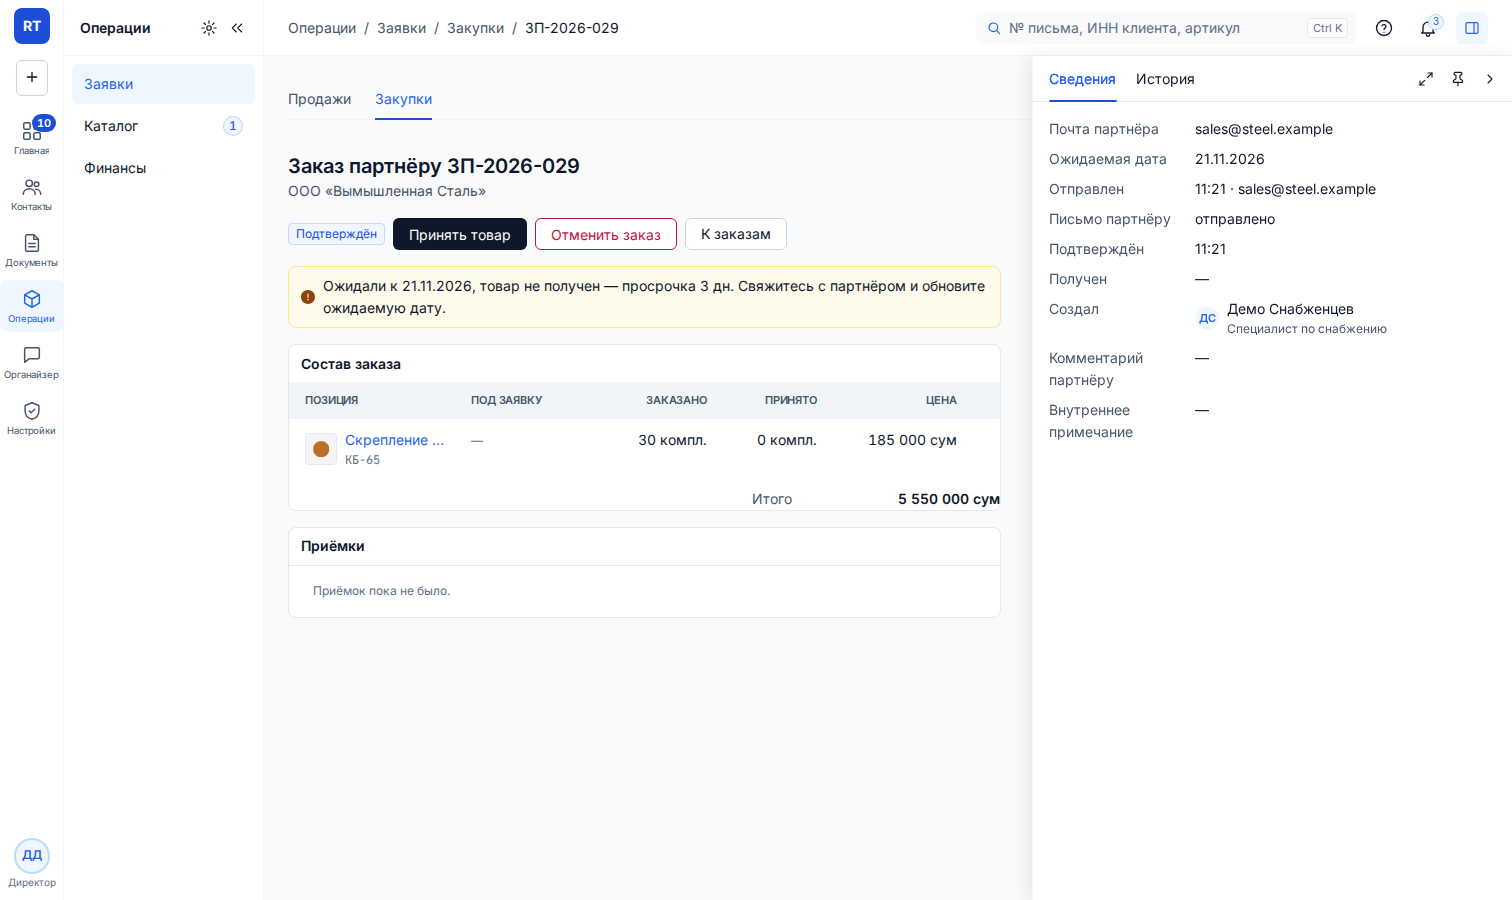 RT
Операции
Операции / Заявки / Закупки / ЗП-2026-029
№ письма, ИНН клиента, артикул
Ctrl K
3
10
Главная
Контакты
Документы
Операции
Органайзер
Настройки
ДД
Директор
Заявки
Каталог
1
Финансы
Продажи
Закупки
Заказ партнёру ЗП-2026-029
ООО «Вымышленная Сталь»
Подтверждён
Принять товар
Отменить заказ
К заказам
Ожидали к 21.11.2026, товар не получен — просрочка 3 дн. Свяжитесь с партнёром и обновите
ожидаемую дату.
Состав заказа
ПОЗИЦИЯ ПОД ЗАЯВКУ ЗАКАЗАНО ПРИНЯТО ЦЕНА
Скрепление ... — 30 компл. 0 компл. 185 000 сум
КБ-65
Итого 5 550 000 сум
Приёмки
Приёмок пока не было.
Сведения
История
Почта партнёра sales@steel.example
Ожидаемая дата 21.11.2026
Отправлен 11:21 · sales@steel.example
Письмо партнёру отправлено
Подтверждён 11:21
Получен —
Создал ДС Демо Снабженцев
Специалист по снабжению
Комментарий —
партнёру
Внутреннее —
примечание